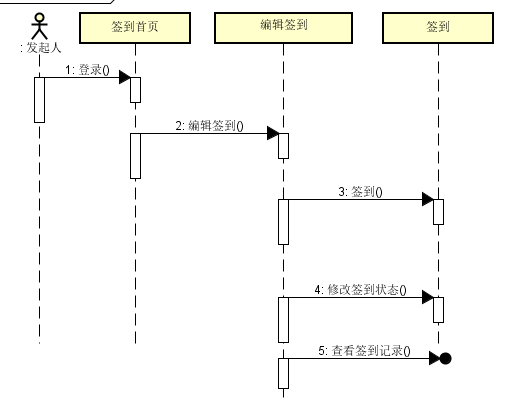 签到首页
编辑签到
签到
: 发起人
1: 登录()
2: 编辑签到()
3: 签到()
4: 修改签到状态()
5: 查看签到记录()